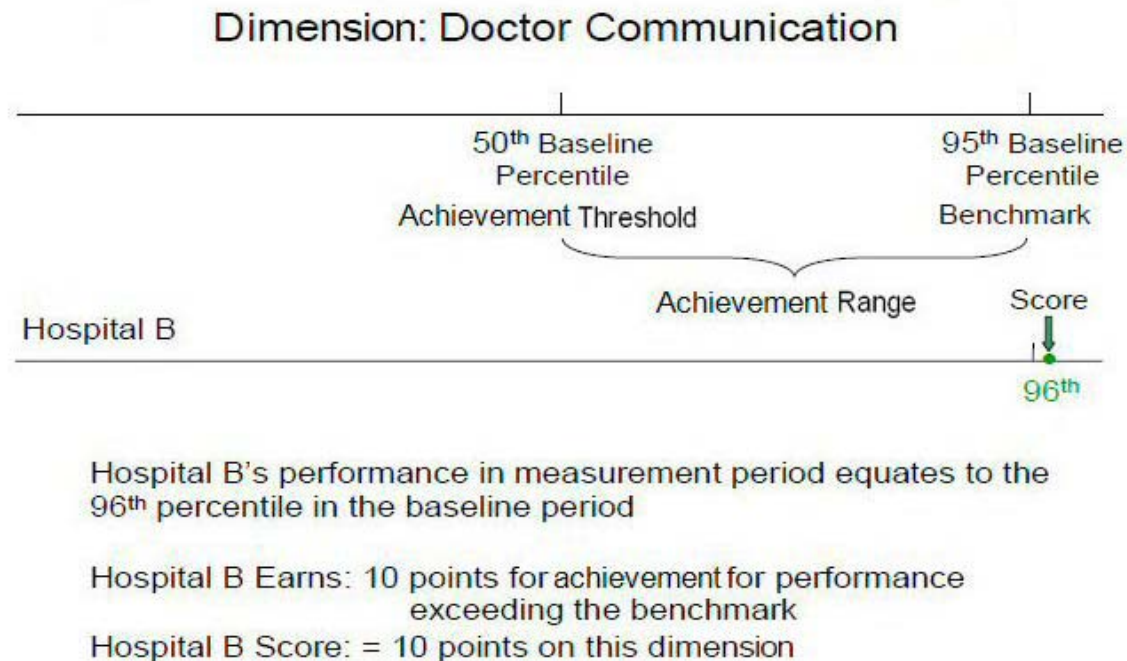 Dimension: Doctor Communication
50th Baseline Percentile
95th Baseline Percentile
Achievement Threshold
Benchmark
Achievement Range
Score
Hospital B
96th
Hospital B's performance in measurement period equates to the
96th percentile in the baseline period
Hospital B Earns: 10 points for achievement for performance
exceeding the benchmark
Hospital B Score: = 10 points on this dimension